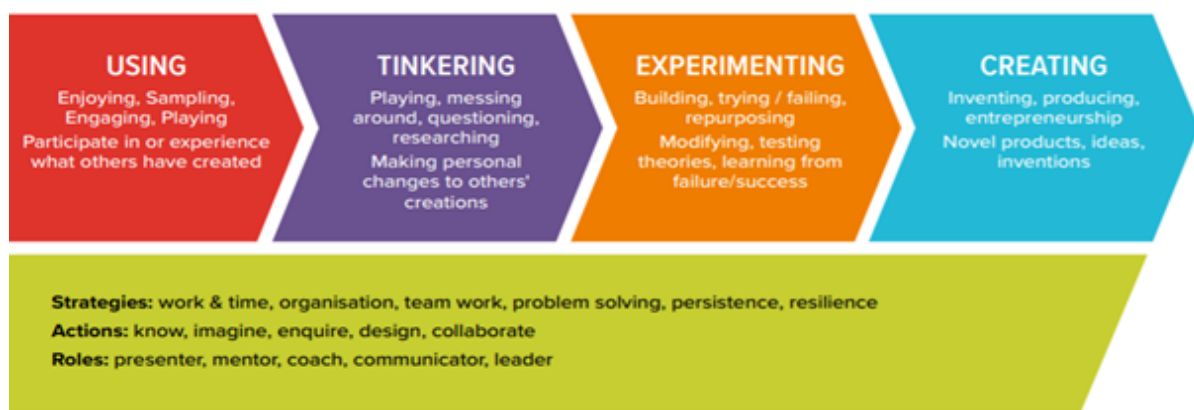 USING
Enjoying, Sampling,
Engaging, Playing
Participate in or experience
what others have created
TINKERING
Playing, messing
around, questioning,
researching
Making personal
changes to others'
creations
EXPERIMENTING
Building, trying / failing,
repurposing
Modifying, testing
theories, learning from
failure/success
CREATING
Inventing, producing,
entrepreneurship
Novel products, ideas,
inventions
Strategies: work & time, organisation, team work, problem solving, persistence, resilience
Actions: know, imagine, enquire, design, collaborate
Roles: presenter, mentor, coach, communicator, leader